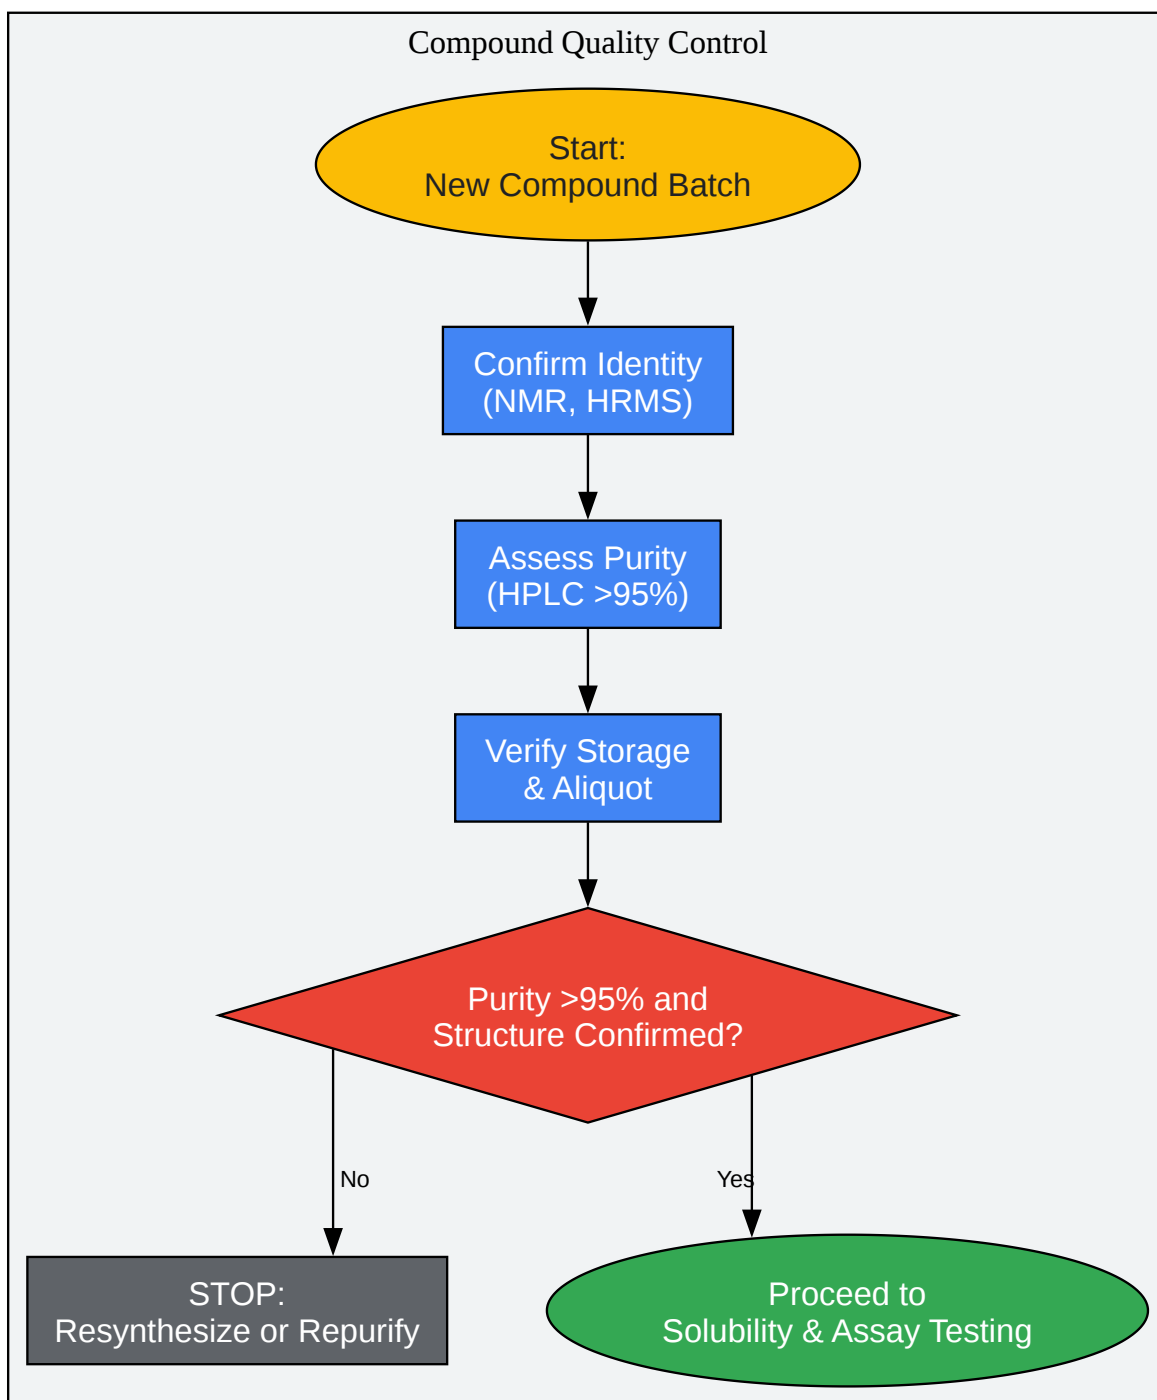 Compound Quality Control
Start:
New Compound Batch
Confirm Identity
(NMR, HRMS)
Assess Purity
(HPLC >95%)
Verify Storage
& Aliquot
Purity >95% and
Structure Confirmed?
No
Yes
STOP:
Resynthesize or Repurify
Proceed to
Solubility & Assay Testing